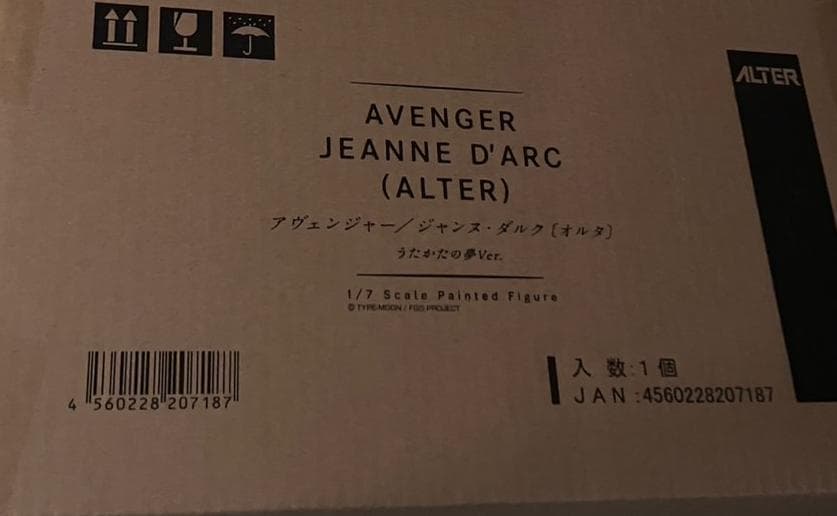 ALTER
AVENGER
JEANNE D'ARC
(ALTER)
アヴェンジャー／ジャンヌ・ダルク〔オルタ〕
うたかたの夢Ver.
1/7 Scale Painted Figure
© TYPE-MOON / FGO PROJECT
4 560228 207187
入 数:1 個
JAN :4560228207187